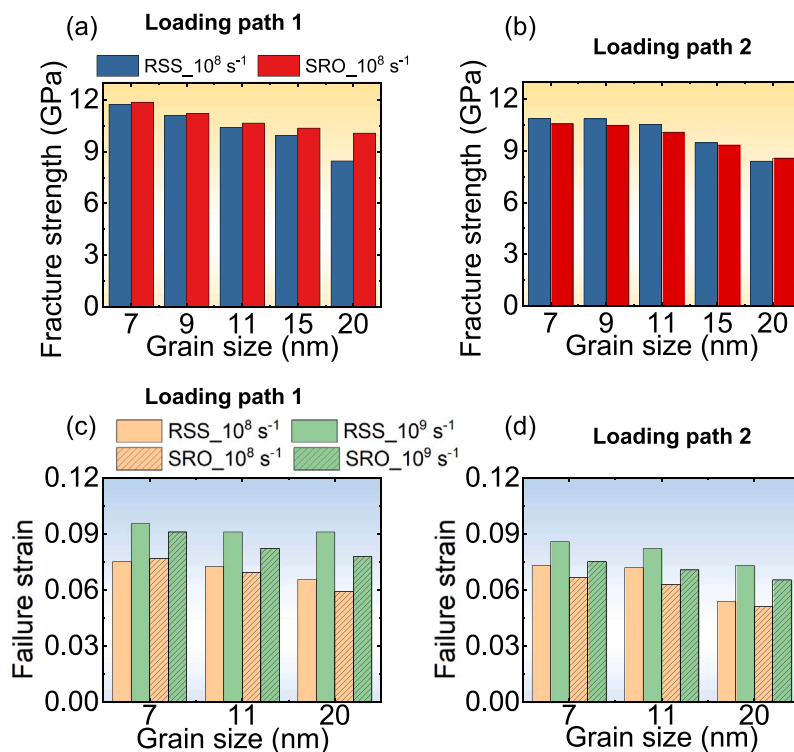 Loading path 1
(a)
RSS_10⁸ s⁻¹ SRO_10⁸ s⁻¹
Fracture strength (GPa)
12
9
6
3
0
7 9 11 15 20
Grain size (nm)
(b)
Loading path 2
Fracture strength (GPa)
12
9
6
3
0
7 9 11 15 20
Grain size (nm)
Loading path 1
(c)
RSS_10⁸ s⁻¹ RSS_10⁹ s⁻¹
SRO_10⁸ s⁻¹ SRO_10⁹ s⁻¹
Failure strain
0.12
0.09
0.06
0.03
0.00
7 11 20
Grain size (nm)
(d)
Loading path 2
Failure strain
0.12
0.09
0.06
0.03
0.00
7 11 20
Grain size (nm)